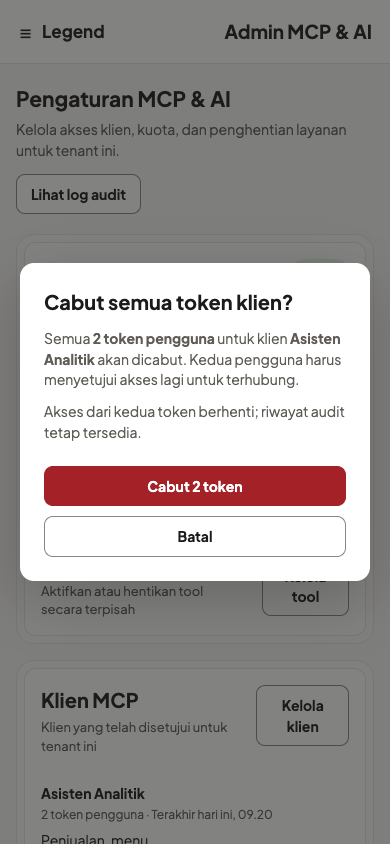 ≡ Legend
Admin MCP & AI
Pengaturan MCP & AI
Kelola akses klien, kuota, dan penghentian layanan
untuk tenant ini.
Lihat log audit
Cabut semua token klien?
Semua 2 token pengguna untuk klien Asisten
Analitik akan dicabut. Kedua pengguna harus
menyetujui akses lagi untuk terhubung.
Akses dari kedua token berhenti; riwayat audit
tetap tersedia.
Cabut 2 token
Batal
Aktifkan atau hentikan tool
secara terpisah
Kelola
tool
Klien MCP
Klien yang telah disetujui untuk
tenant ini
Kelola
klien
Asisten Analitik
2 token pengguna · Terakhir hari ini, 09.20
Penjualan, menu